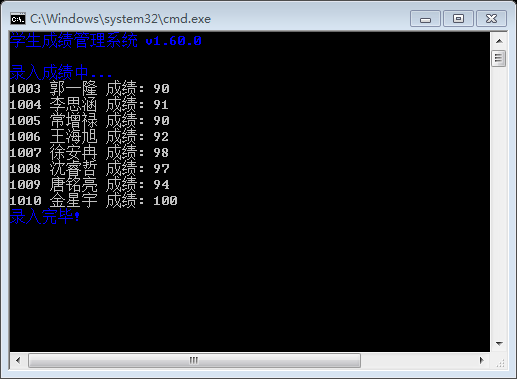 C:\Windows\system32\cmd.exe
学生成绩管理系统 v1.60.0
录入成绩中...
1003 郭一隆 成绩: 90
1004 李思涵 成绩: 91
1005 常增禄 成绩: 90
1006 王海旭 成绩: 92
1007 徐安冉 成绩: 98
1008 沈睿哲 成绩: 97
1009 唐铭亮 成绩: 94
1010 金星宇 成绩: 100
录入完毕!